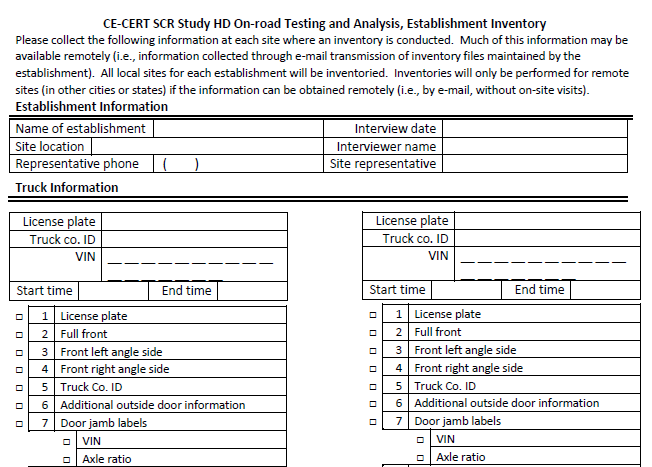 CE-CERT SCR Study HD On-road Testing and Analysis, Establishment Inventory
Please collect the following information at each site where an inventory is conducted. Much of this information may be
available remotely (i.e., information collected through e-mail transmission of inventory files maintained by the
establishment). All local sites for each establishment will be inventoried. Inventories will only be performed for remote
sites (in other cities or states) if the information can be obtained remotely (i.e., by e-mail, without on-site visits).
Establishment Information
Name of establishment Interview date
Site location Interviewer name
Representative phone ( ) Site representative
Truck Information
License plate
Truck co. ID
VIN _ _ _ _ _ _ _ _ _ _
_ _ _ _ _ _ _
Start time End time
□ 1 License plate
□ 2 Full front
□ 3 Front left angle side
□ 4 Front right angle side
□ 5 Truck Co. ID
□ 6 Additional outside door information
□ 7 Door jamb labels
□ VIN
□ Axle ratio
License plate
Truck co. ID
VIN _ _ _ _ _ _ _ _ _ _
_ _ _ _ _ _ _
Start time End time
□ 1 License plate
□ 2 Full front
□ 3 Front left angle side
□ 4 Front right angle side
□ 5 Truck Co. ID
□ 6 Additional outside door information
□ 7 Door jamb labels
□ VIN
□ Axle ratio